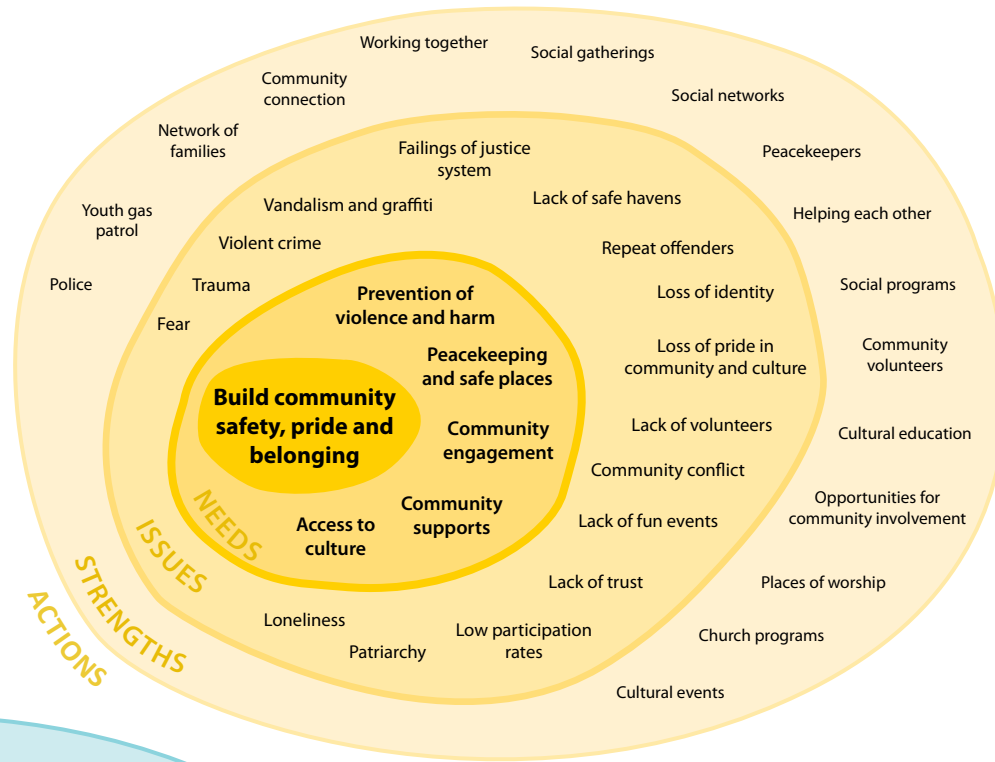 Working together
Social gatherings
Community
connection
Social networks
Network of
families
Peacekeepers
Youth gas
patrol
Helping each other
Police
Social programs
Community
volunteers
Cultural education
Opportunities for
community involvement
Places of worship
Church programs
Cultural events
Failings of justice
system
Vandalism and graffiti
Lack of safe havens
Violent crime
Repeat offenders
Trauma
Loss of identity
Fear
Loss of pride in
community and culture
Lack of volunteers
Community conflict
Lack of fun events
Lack of trust
Loneliness
Low participation
rates
Patriarchy
Prevention of
violence and harm
Peacekeeping
and safe places
Community
engagement
Community
supports
Access to
culture
Build community
safety, pride and
belonging
NEEDS
ISSUES
STRENGTHS
ACTIONS